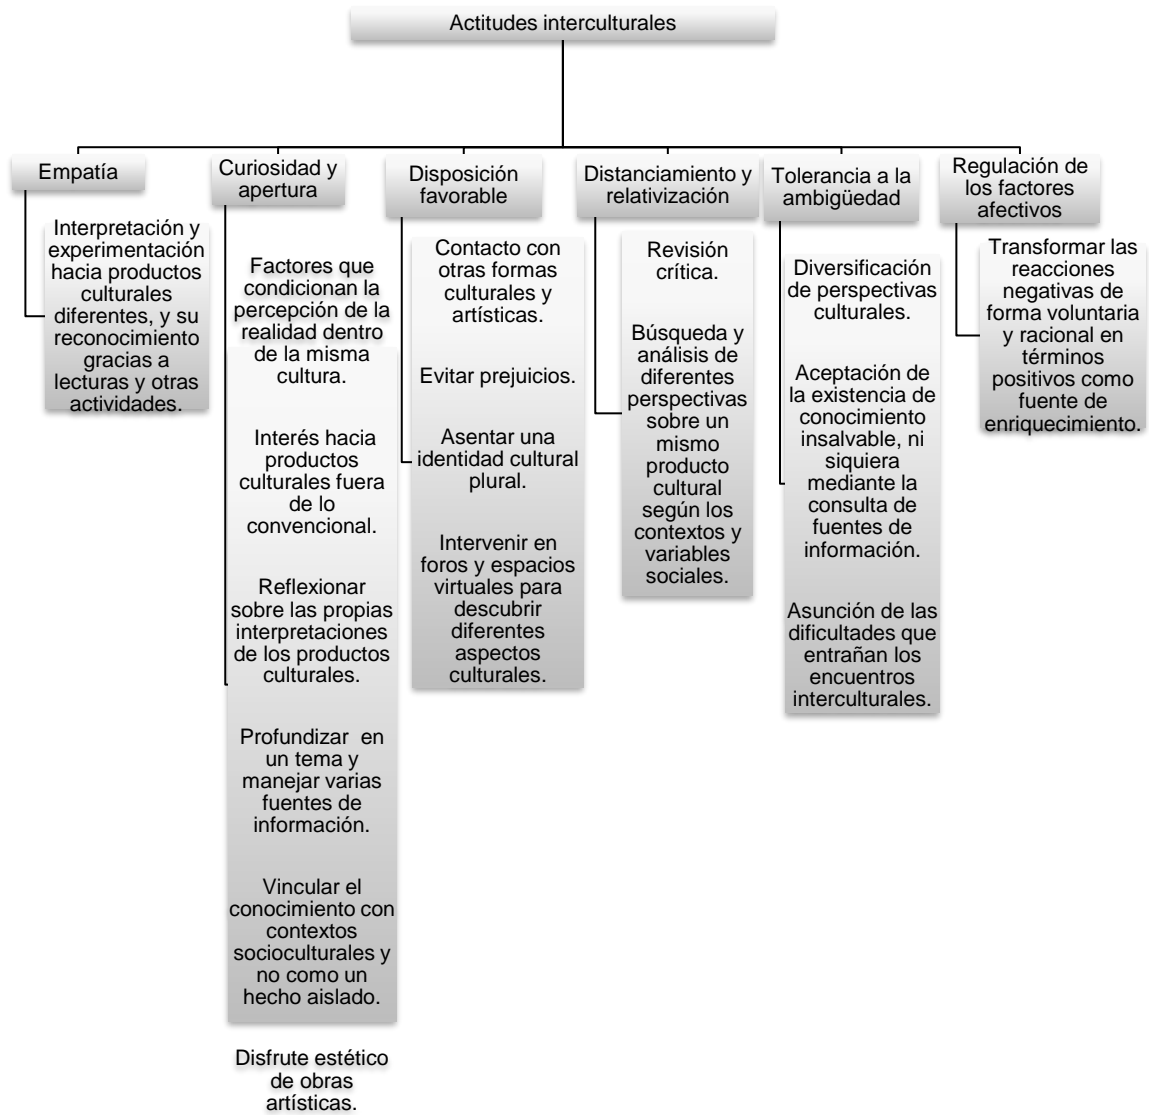 Actitudes interculturales
Empatía
Interpretación y
experimentación
hacia productos
culturales
diferentes, y su
reconocimiento
gracias a
lecturas y otras
actividades.
Curiosidad y
apertura
Factores que
condicionan la
percepción de la
realidad dentro
de la misma
cultura.
Interés hacia
productos
culturales fuera
de lo
convencional.
Reflexionar
sobre las propias
interpretaciones
de los productos
culturales.
Profundizar en
un tema y
manejar varias
fuentes de
información.
Vincular el
conocimiento con
contextos
socioculturales y
no como un
hecho aislado.
Disfrute estético
de obras
artísticas.
Disposición
favorable
Contacto con
otras formas
culturales y
artísticas.
Evitar prejuicios.
Asentar una
identidad cultural
plural.
Intervenir en
foros y espacios
virtuales para
descubrir
diferentes
aspectos
culturales.
Distanciamiento y
relativización
Revisión
crítica.
Búsqueda y
análisis de
diferentes
perspectivas
sobre un
mismo
producto
cultural
según los
contextos y
variables
sociales.
Tolerancia a la
ambigüedad
Diversificación
de perspectivas
culturales.
Aceptación de
la existencia de
conocimiento
insalvable, ni
siquiera
mediante la
consulta de
fuentes de
información.
Asunción de las
dificultades que
entrañan los
encuentros
interculturales.
Regulación de
los factores
afectivos
Transformar las
reacciones
negativas de
forma voluntaria
y racional en
términos
positivos como
fuente de
enriquecimiento.